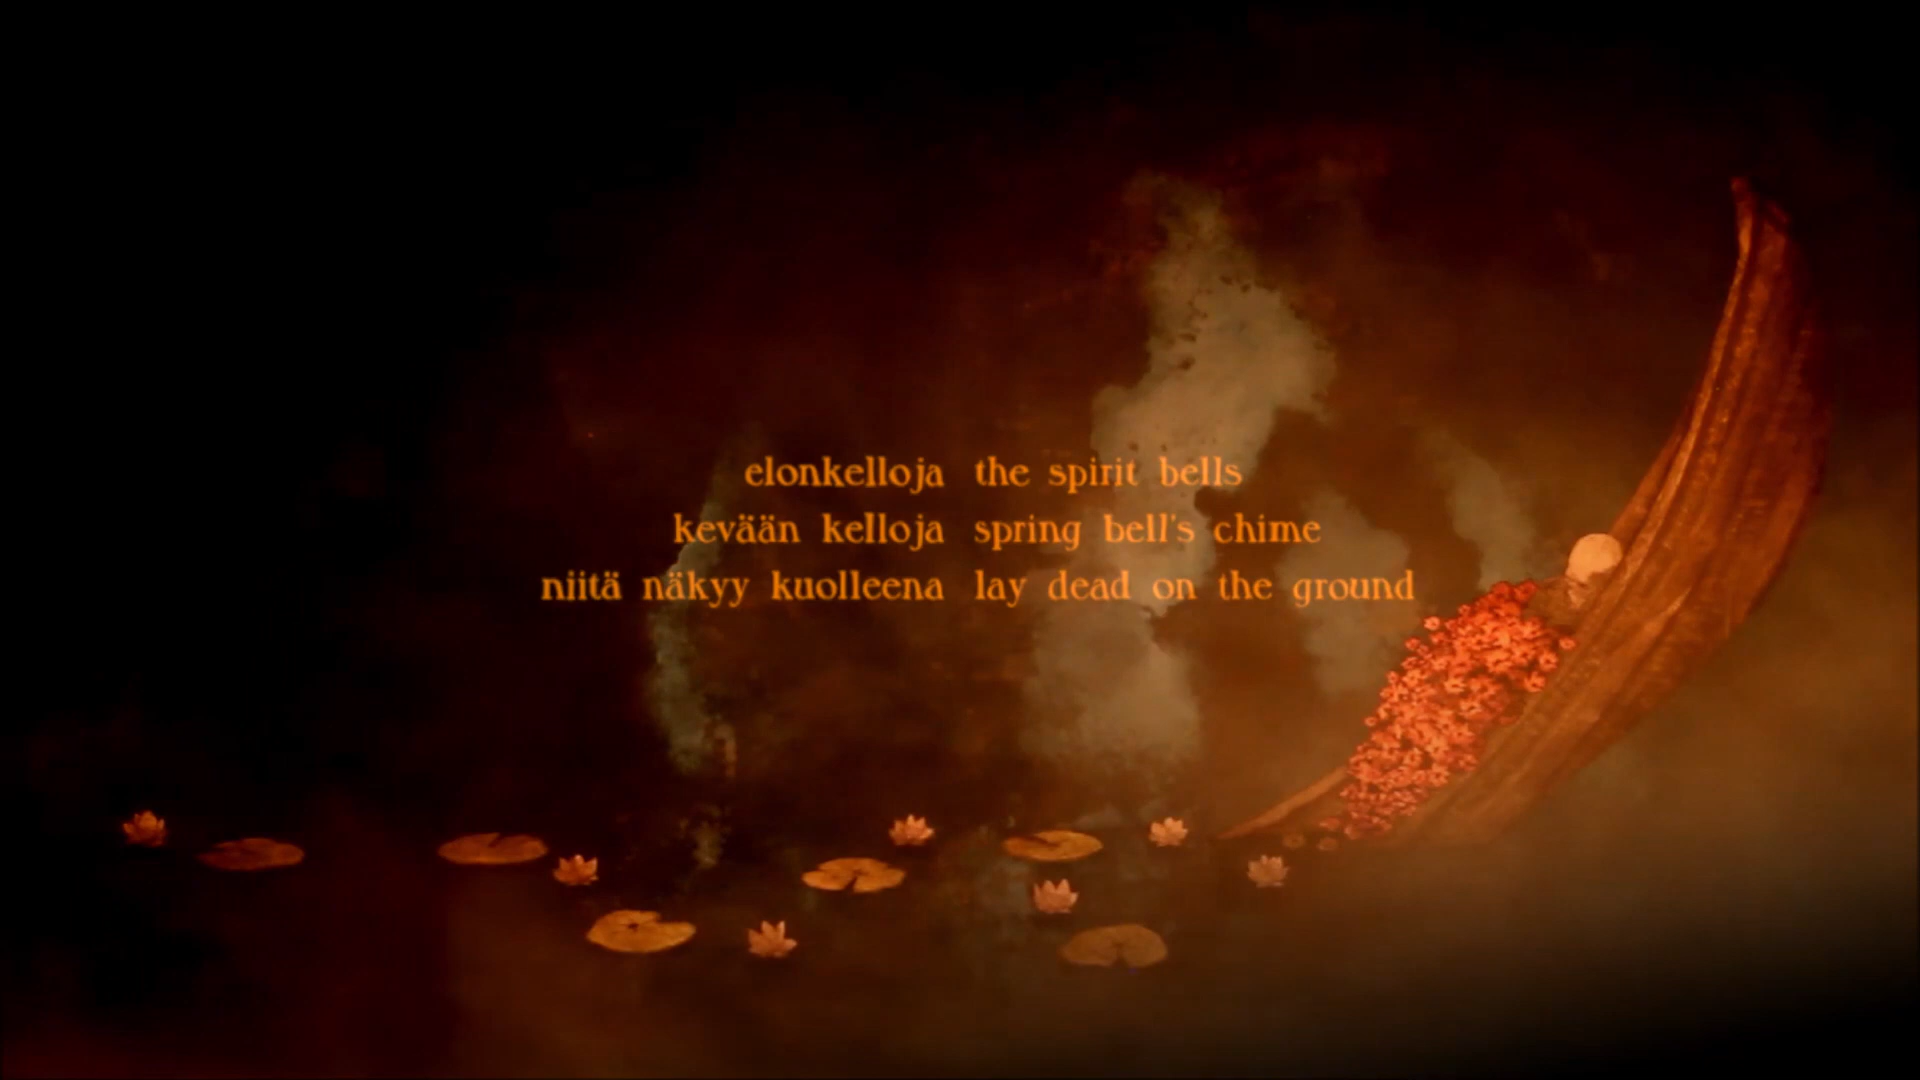 elonkelloja the spirit bells
kevään kelloja spring bell's chime
niitä näkyy kuolleena lay dead on the ground